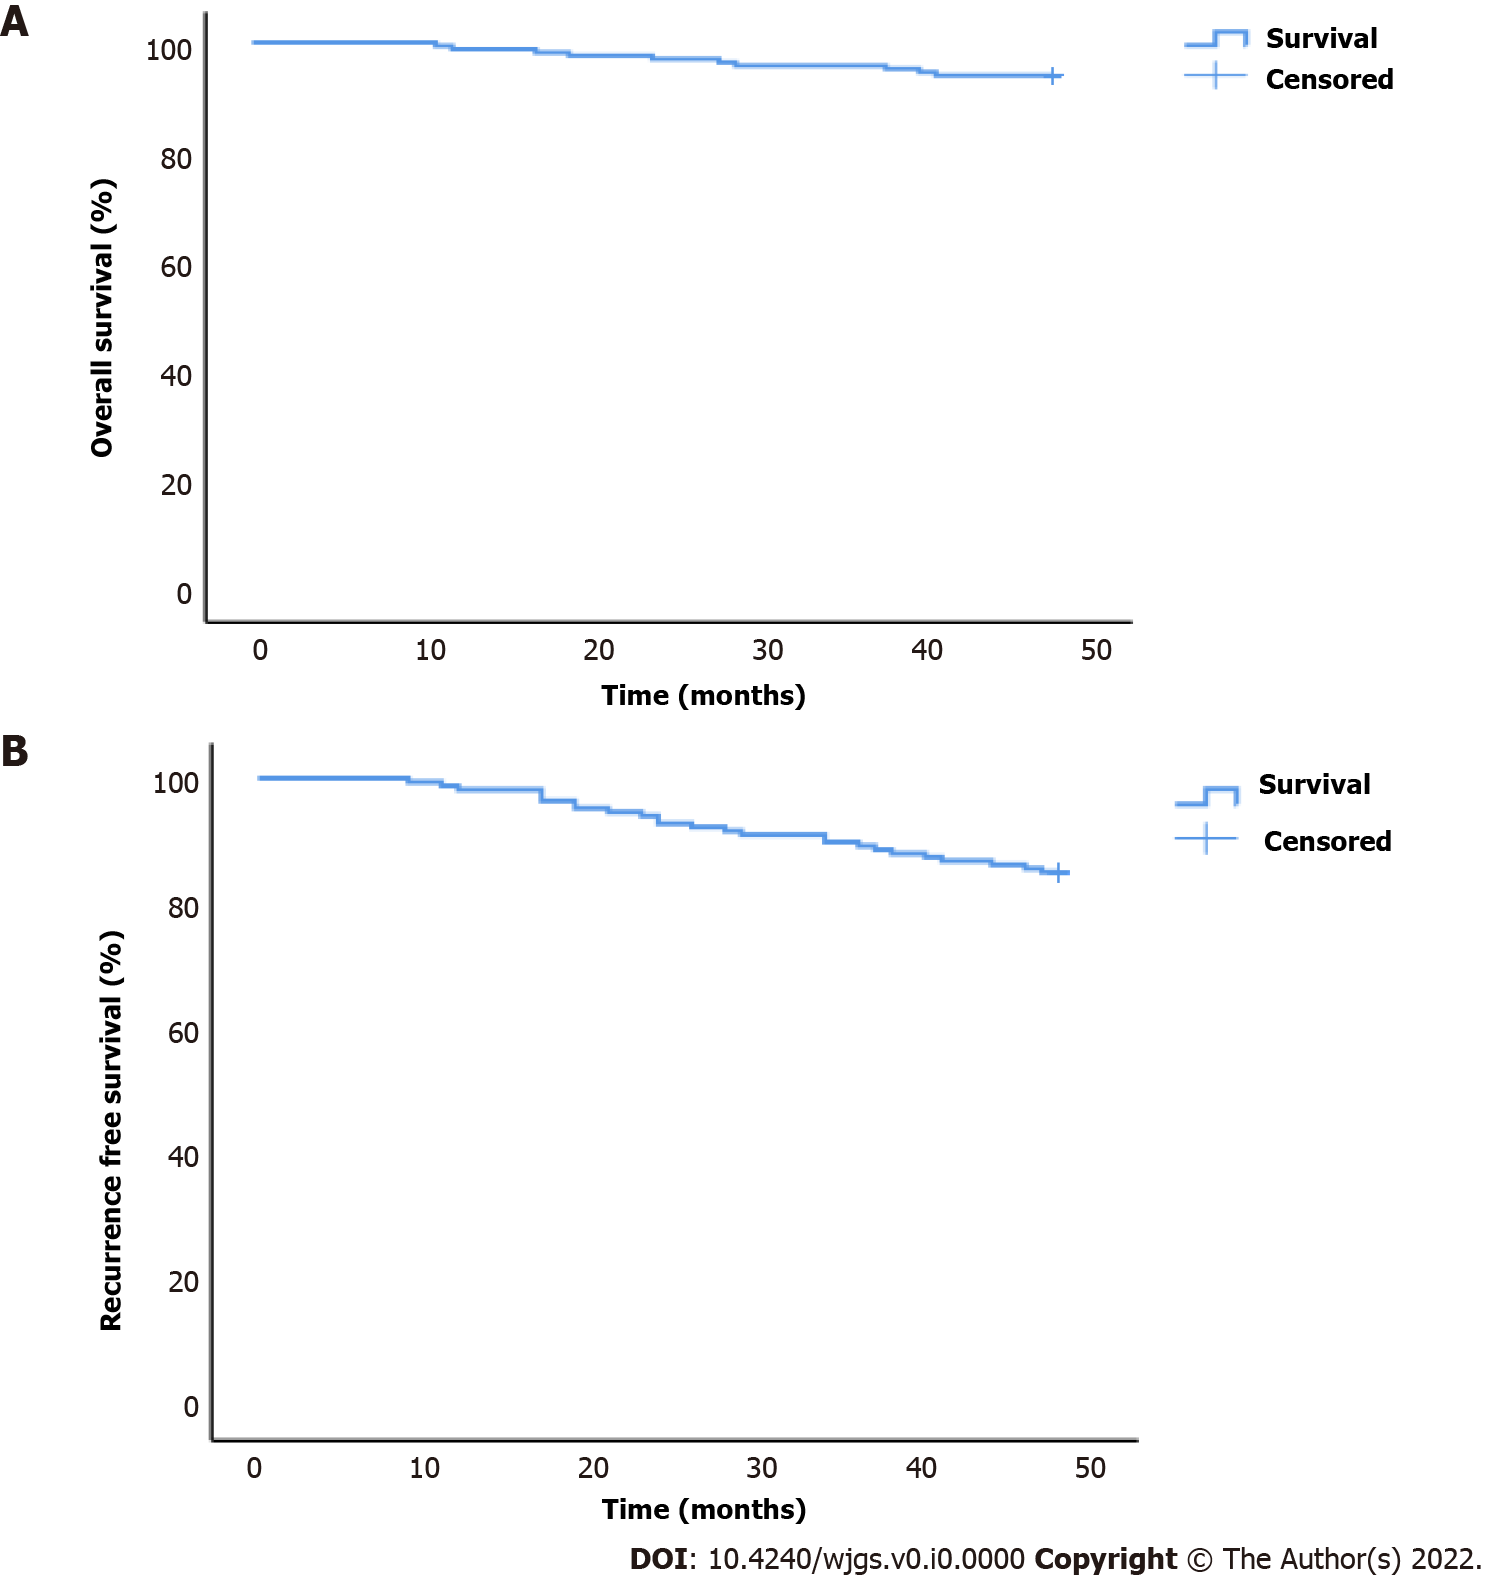 A
Survival
Censored
Overall survival (%)
100
80
60
40
20
0
0 10 20 30 40 50
Time (months)
B
Survival
Censored
Recurrence free survival (%)
100
80
60
40
20
0
0 10 20 30 40 50
Time (months)
DOI: 10.4240/wjgs.v0.i0.0000 Copyright © The Author(s) 2022.